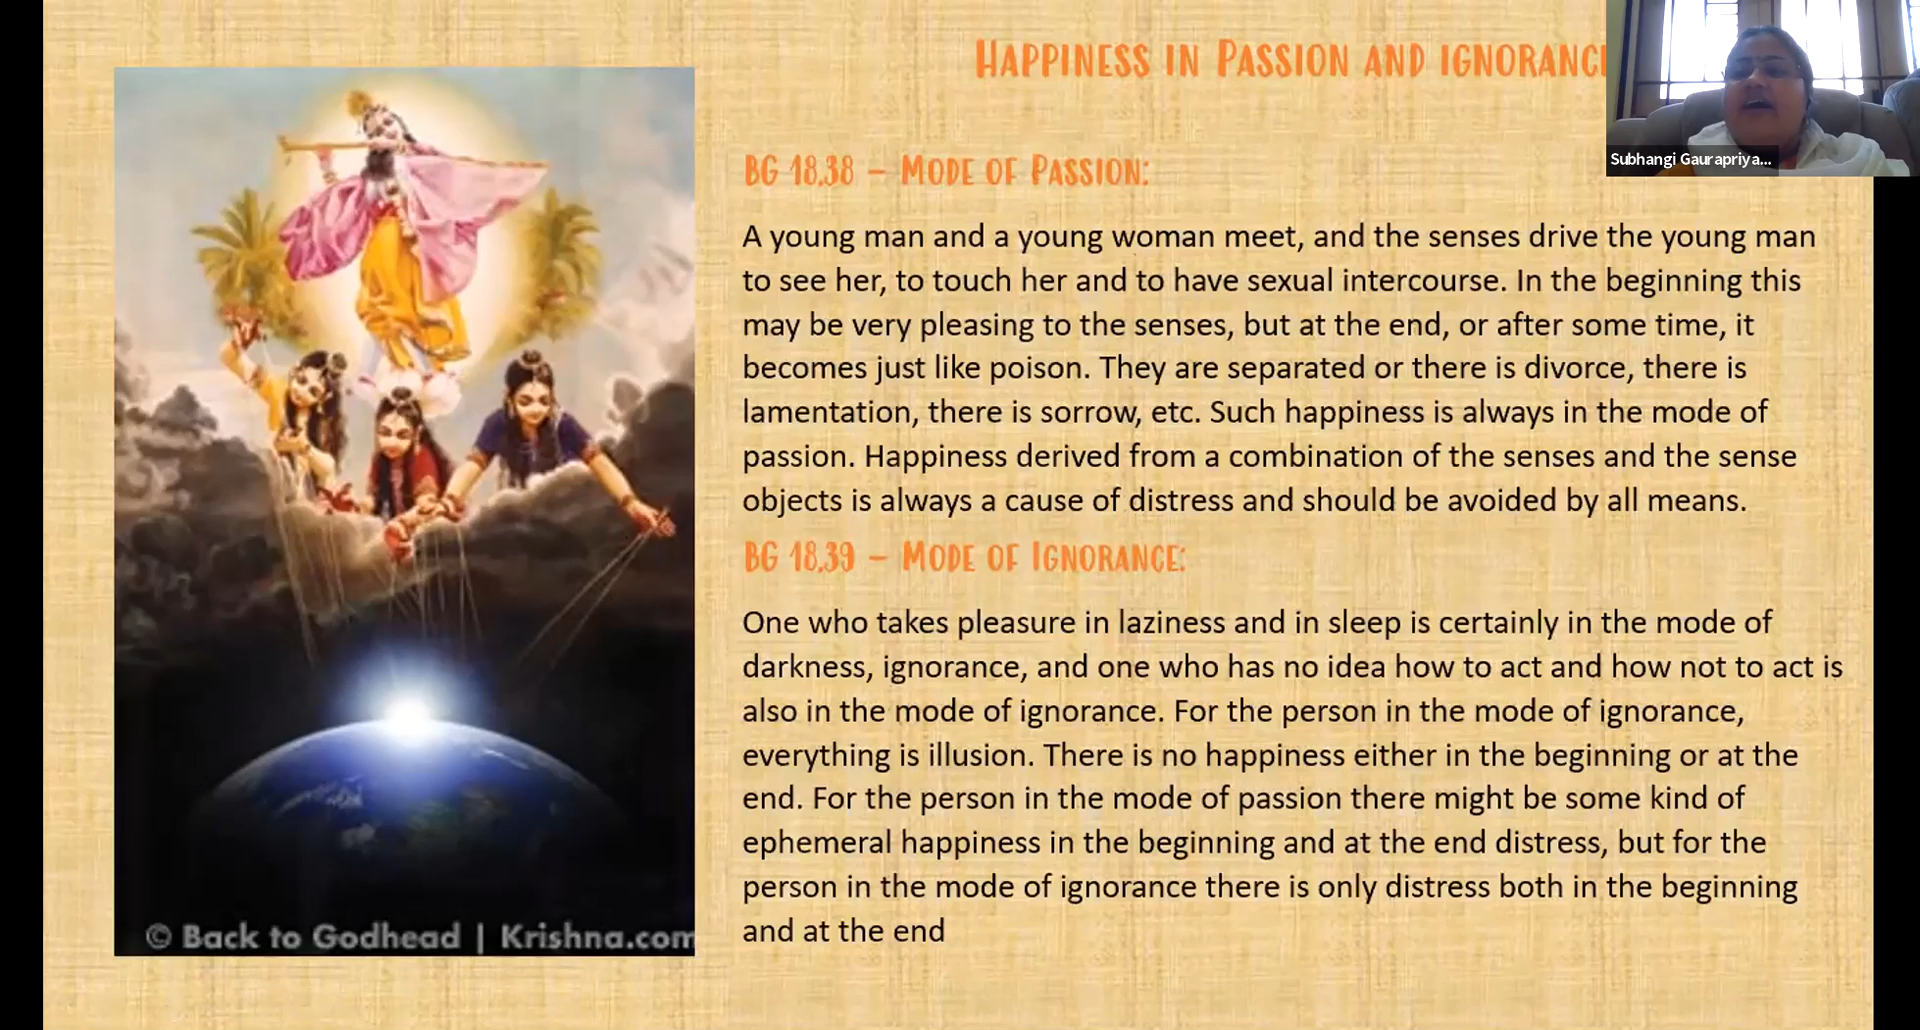 HAPPINESS IN PASSION AND IGNORANC
Subhangi Gaurapriya...
BG 18.38 – MODE OF PASSION:
A young man and a young woman meet, and the senses drive the young man
to see her, to touch her and to have sexual intercourse. In the beginning this
may be very pleasing to the senses, but at the end, or after some time, it
becomes just like poison. They are separated or there is divorce, there is
lamentation, there is sorrow, etc. Such happiness is always in the mode of
passion. Happiness derived from a combination of the senses and the sense
objects is always a cause of distress and should be avoided by all means.
BG 18.39 – MODE OF IGNORANCE:
One who takes pleasure in laziness and in sleep is certainly in the mode of
darkness, ignorance, and one who has no idea how to act and how not to act is
also in the mode of ignorance. For the person in the mode of ignorance,
everything is illusion. There is no happiness either in the beginning or at the
end. For the person in the mode of passion there might be some kind of
ephemeral happiness in the beginning and at the end distress, but for the
person in the mode of ignorance there is only distress both in the beginning
and at the end
© Back to Godhead | Krishna.com